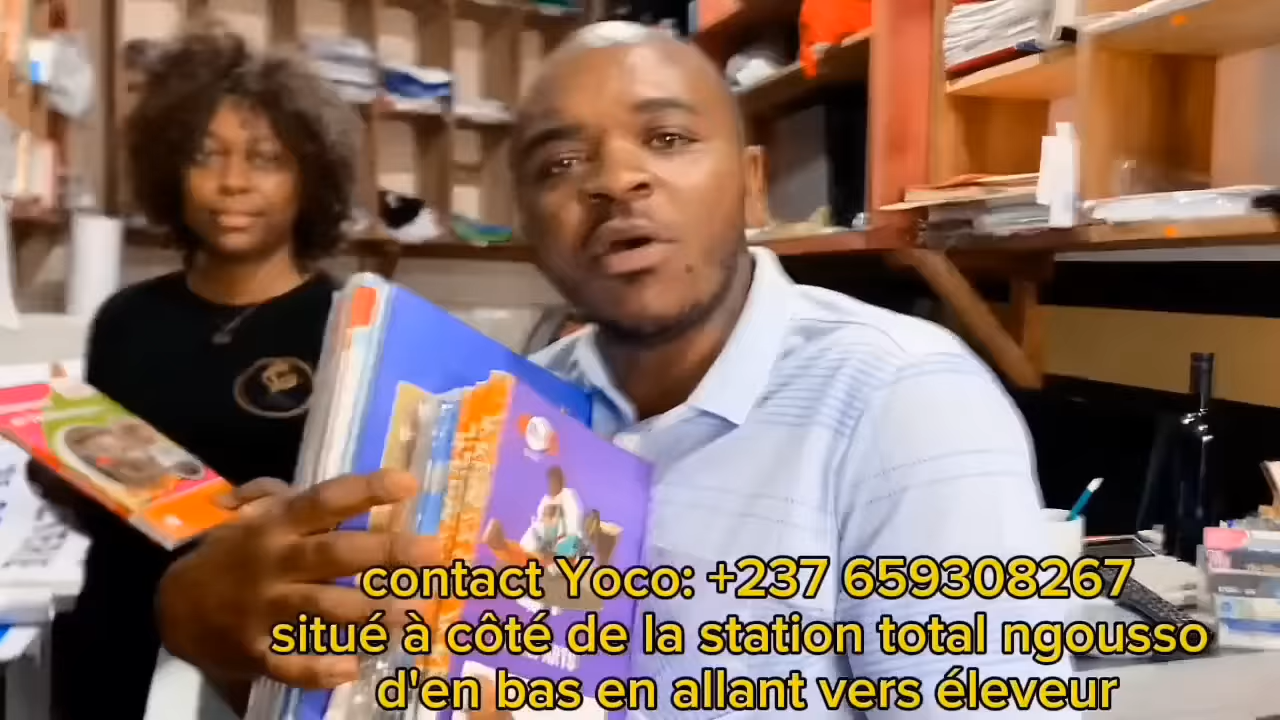 contact Yoco: +237 659308267
situé à côté de la station total ngousso
d'en bas en allant vers éleveur